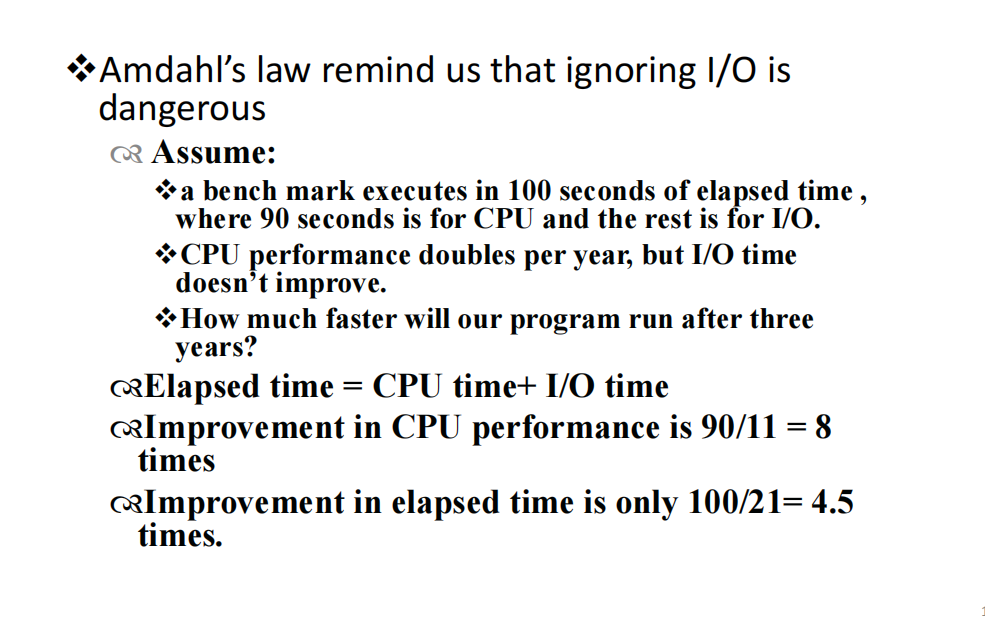 ❖Amdahl’s law remind us that ignoring I/O is
dangerous
Assume:
❖a bench mark executes in 100 seconds of elapsed time ,
where 90 seconds is for CPU and the rest is for I/O.
❖CPU performance doubles per year, but I/O time
doesn’t improve.
❖How much faster will our program run after three
years?
Elapsed time = CPU time+ I/O time
Improvement in CPU performance is 90/11 = 8
times
Improvement in elapsed time is only 100/21= 4.5
times.
1